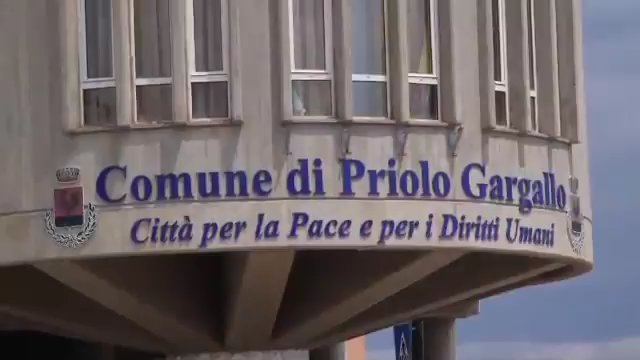 Comune di Priolo Gargallo
Città per la Pace e per i Diritti Umani